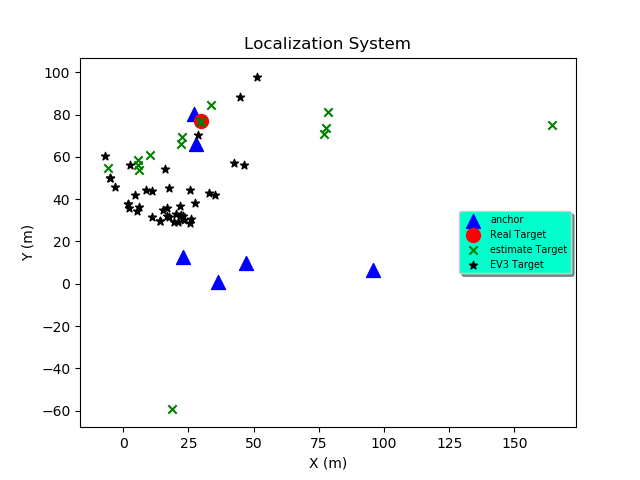 Localization System
100
80
60
40
20
0
−20
−40
−60
Y (m)
0
25
50
75
100
125
150
X (m)
anchor
Real Target
estimate Target
EV3 Target